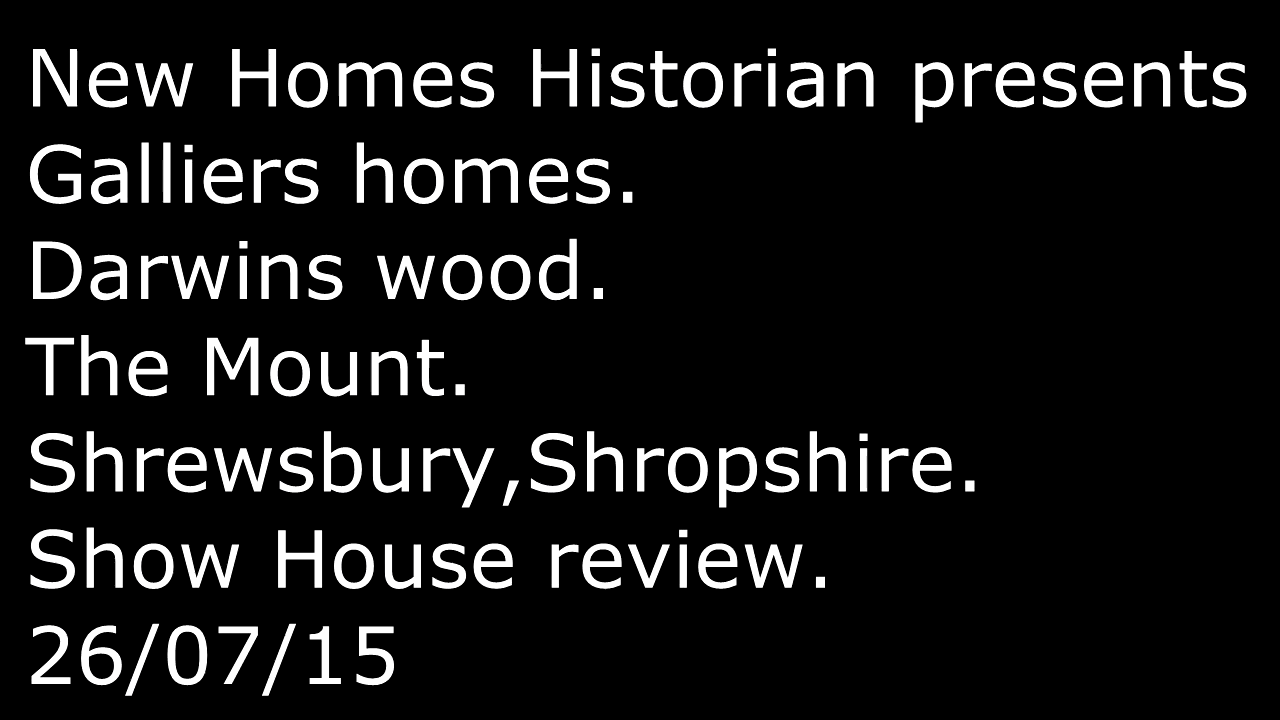 New Homes Historian presents
Galliers homes.
Darwins wood.
The Mount.
Shrewsbury,Shropshire.
Show House review.
26/07/15